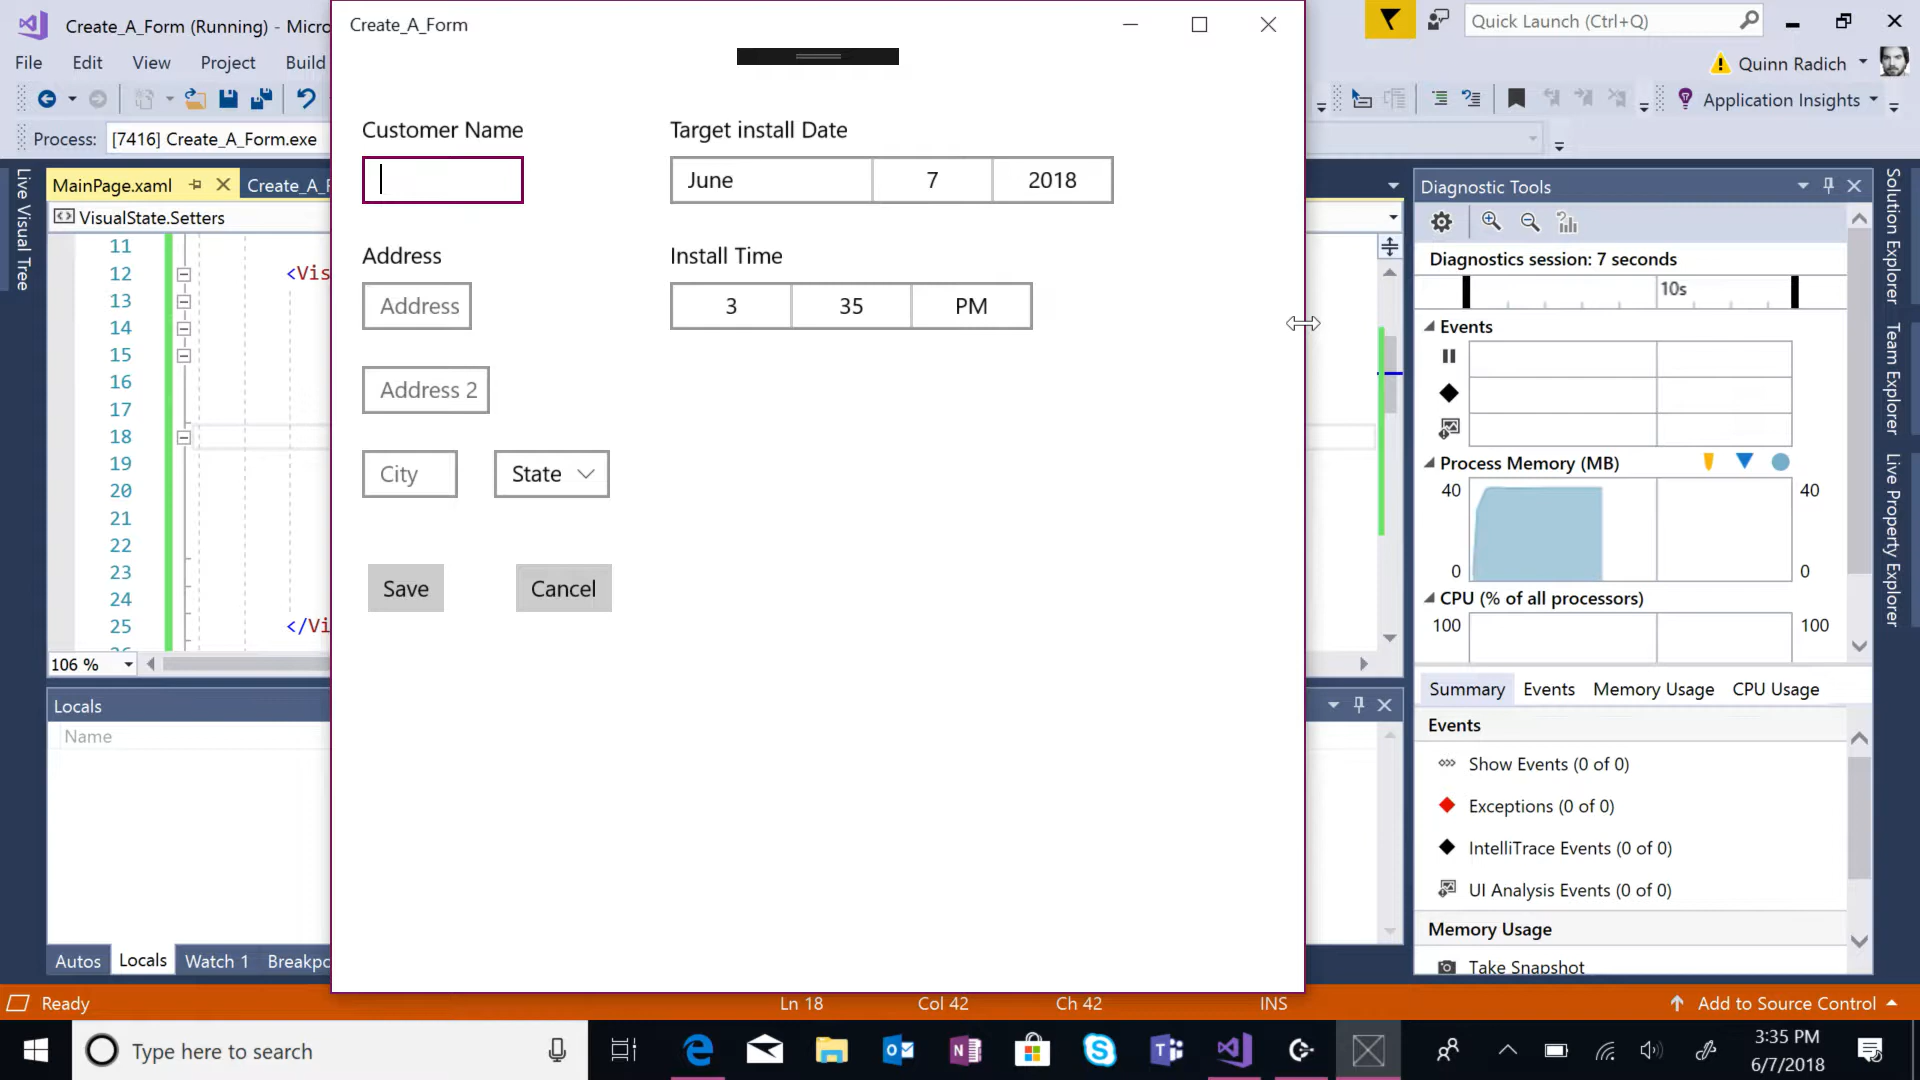 Create_A_Form (Running) - Micro
Create_A_Form
Quick Launch (Ctrl+Q)
File Edit View Project Build
Quinn Radich
Application Insights
Process: [7416] Create_A_Form.exe
Customer Name
Target install Date
June 7 2018
Address
Install Time
Address
3 35 PM
Address 2
City
State
Save
Cancel
Live Visual Tree
MainPage.xaml
Create_A_F
VisualState.Setters
11
12 <Vis
13
14
15
16
17
18
19
20
21
22
23
24
25 </Vi
106 %
Locals
Name
Autos Locals Watch 1 Breakpo
Diagnostic Tools
Diagnostics session: 7 seconds
10s
Events
Process Memory (MB)
40 40
0 0
CPU (% of all processors)
100 100
Summary Events Memory Usage CPU Usage
Events
Show Events (0 of 0)
Exceptions (0 of 0)
IntelliTrace Events (0 of 0)
UI Analysis Events (0 of 0)
Memory Usage
Take Snapshot
Solution Explorer
Team Explorer
Live Property Explorer
Ready
Ln 18 Col 42 Ch 42 INS
Add to Source Control
Type here to search
3:35 PM
6/7/2018